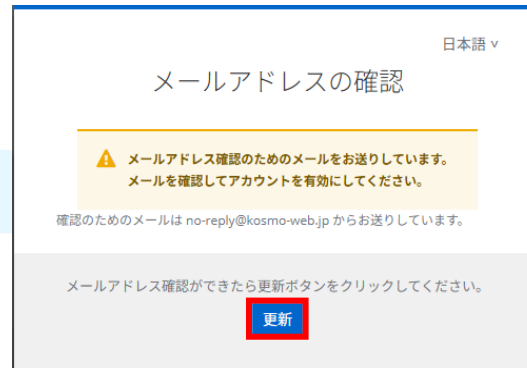 日本語 ˅
メールアドレスの確認
メールアドレス確認のためのメールをお送りしています。
メールを確認してアカウントを有効にしてください。
確認のためのメールは no-reply@kosmo-web.jp からお送りしています。
メールアドレス確認ができたら更新ボタンをクリックしてください。
更新